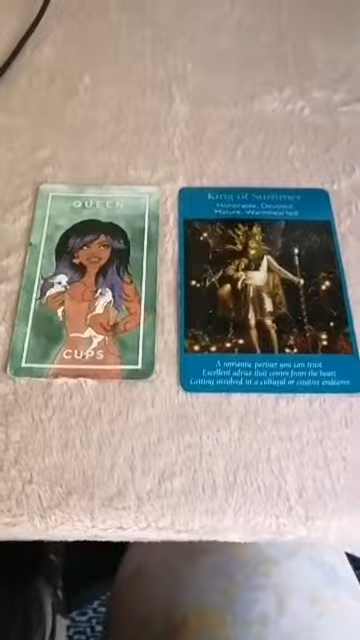 QUEEN
CUPS
King of Summer
Honorable, Devoted
Mature, Warmhearted
A romantic partner you can trust
Excellent advice that comes from the heart
Getting involved in a cultural or creative endeavor